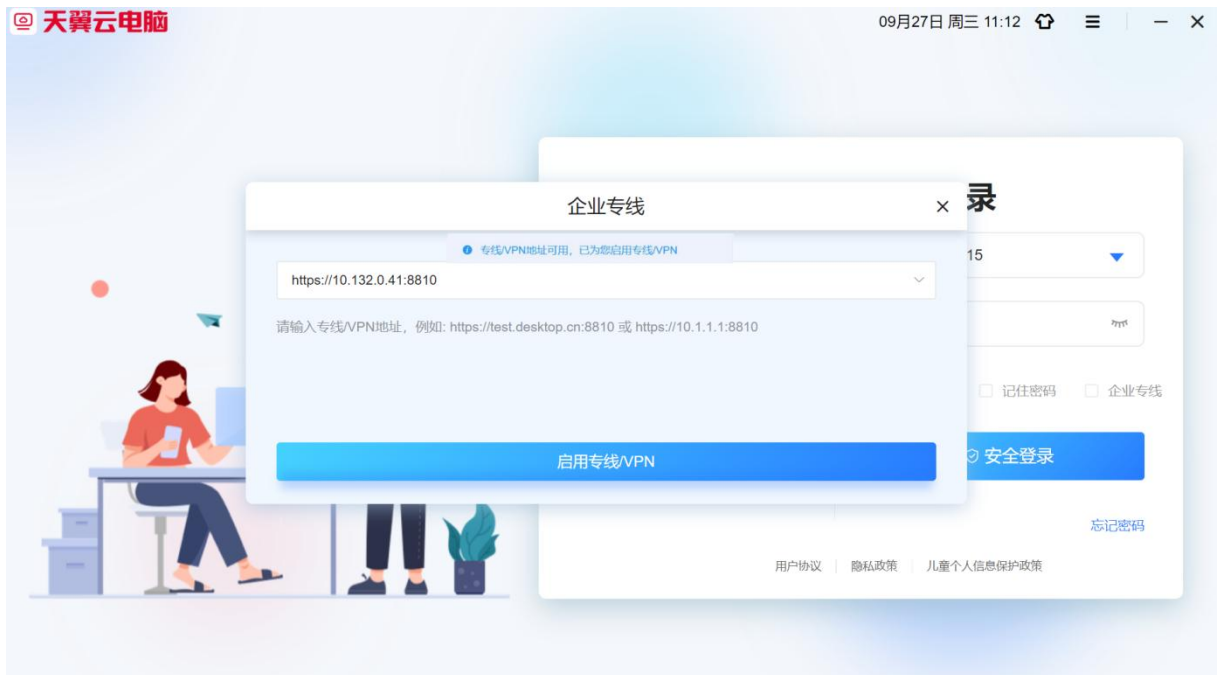 天翼云电脑
09月27日 周三 11:12
录
企业专线
专线/VPN地址可用，已为您启用专线/VPN
15
https://10.132.0.41:8810
请输入专线/VPN地址，例如: https://test.desktop.cn:8810 或 https://10.1.1.1:8810
记住密码
企业专线
启用专线/VPN
安全登录
忘记密码
用户协议
隐私政策
儿童个人信息保护政策